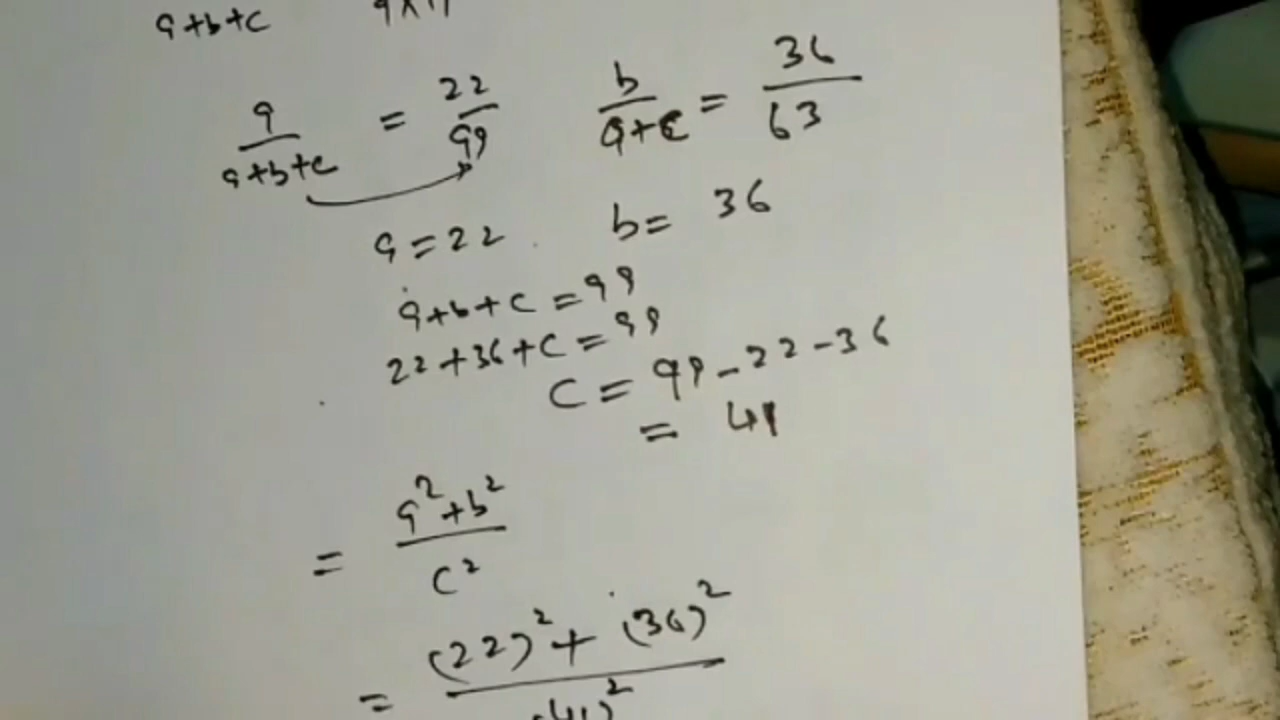 a+b+c
a/(a+b+c) = 22/99 b/(a+c) = 36/63
a = 22 b = 36
a+b+c = 99
22+36+c = 99
c = 99-22-36
= 41
= (a²+b²)/c²
= ((22)²+(36)²)/(41)²